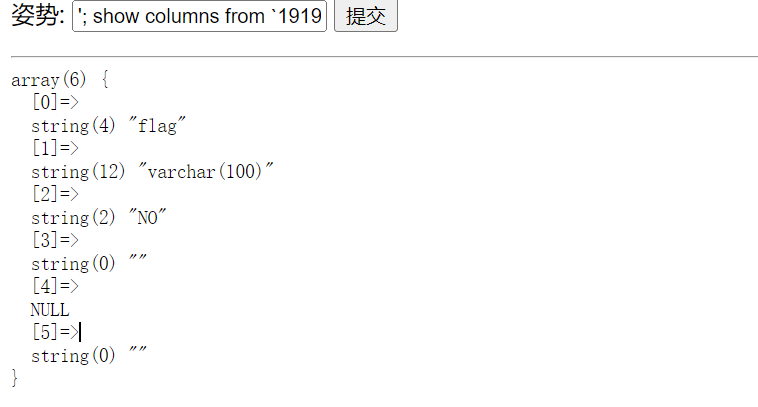 姿势: '; show columns from `1919 提交
array(6) {
  [0]=>
  string(4) "flag"
  [1]=>
  string(12) "varchar(100)"
  [2]=>
  string(2) "NO"
  [3]=>
  string(0) ""
  [4]=>
  NULL
  [5]=>
  string(0) ""
}